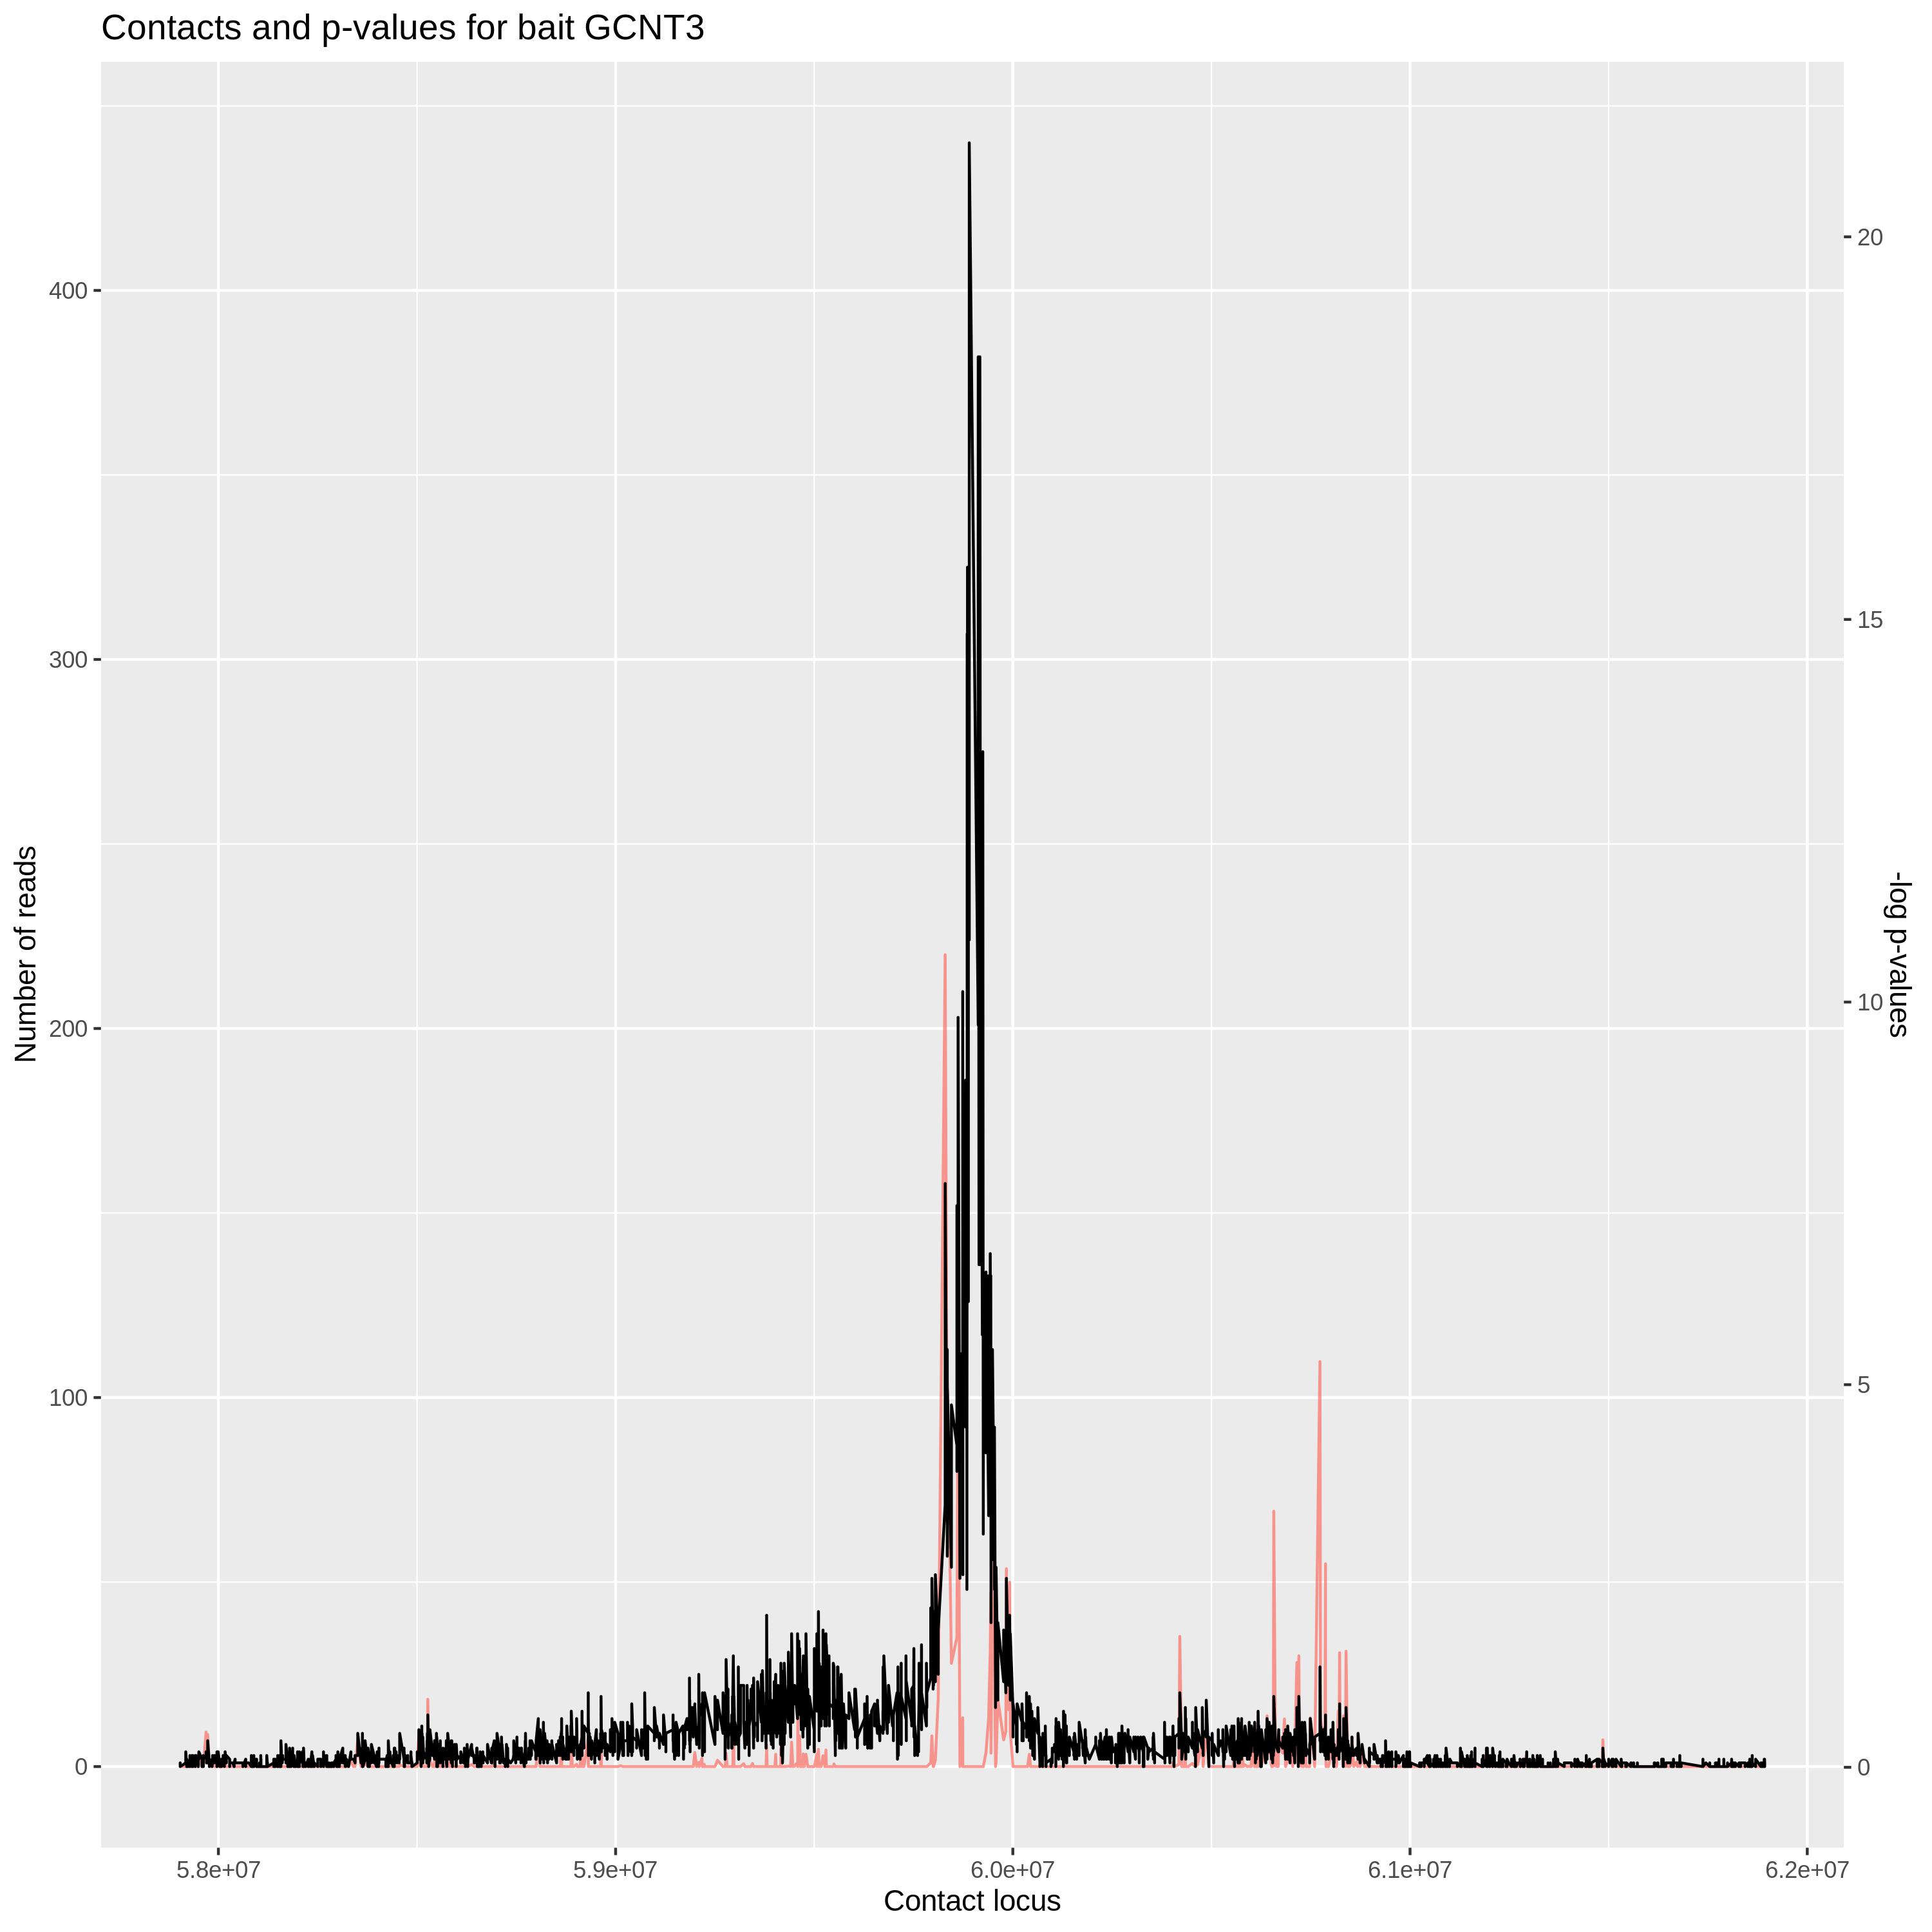 Contacts and p-values for bait GCNT3
400
300
200
100
0
Number of reads
20
15
10
5
0
-log p-values
5.8e+07
5.9e+07
6.0e+07
6.1e+07
6.2e+07
Contact locus